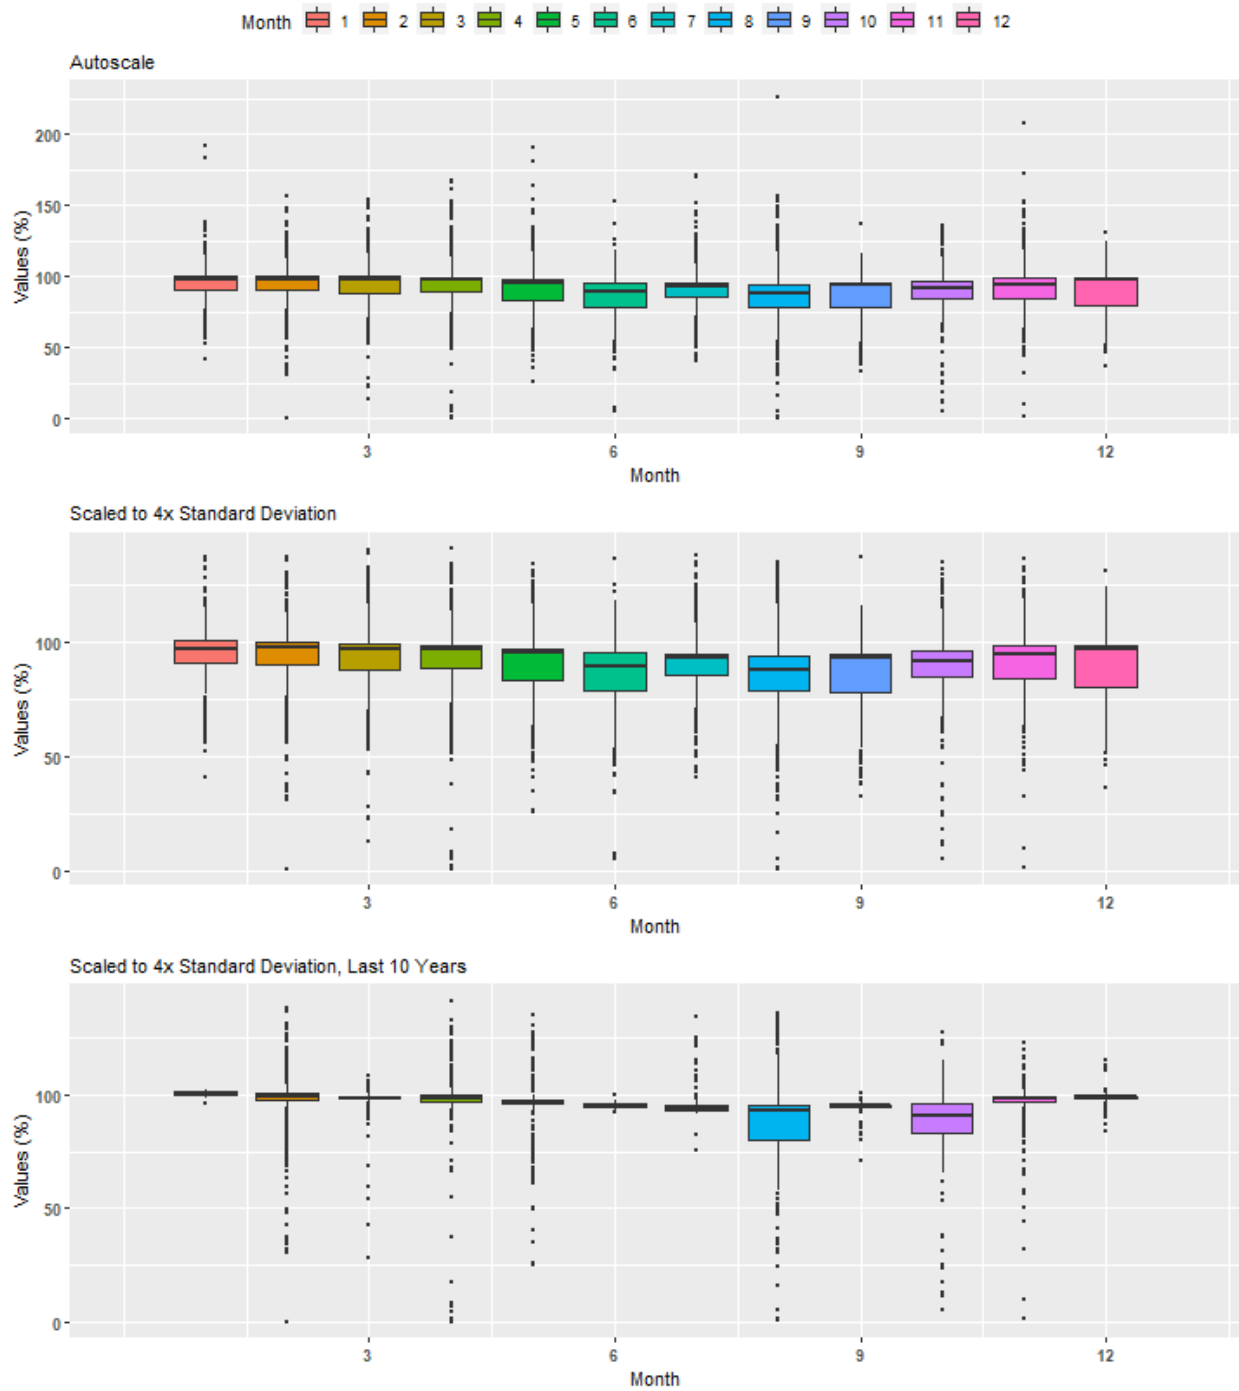 Month 1 2 3 4 5 6 7 8 9 10 11 12
Autoscale
Values (%)
200
150
100
50
0
3 6 9 12
Month
Scaled to 4x Standard Deviation
Values (%)
100
50
0
3 6 9 12
Month
Scaled to 4x Standard Deviation, Last 10 Years
Values (%)
100
50
0
3 6 9 12
Month